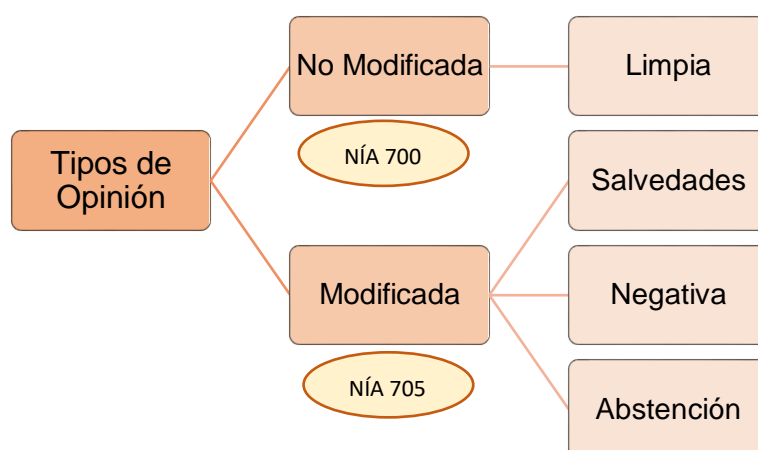 Tipos de
Opinión
No Modificada
NÍA 700
Limpia
Modificada
NÍA 705
Salvedades
Negativa
Abstención